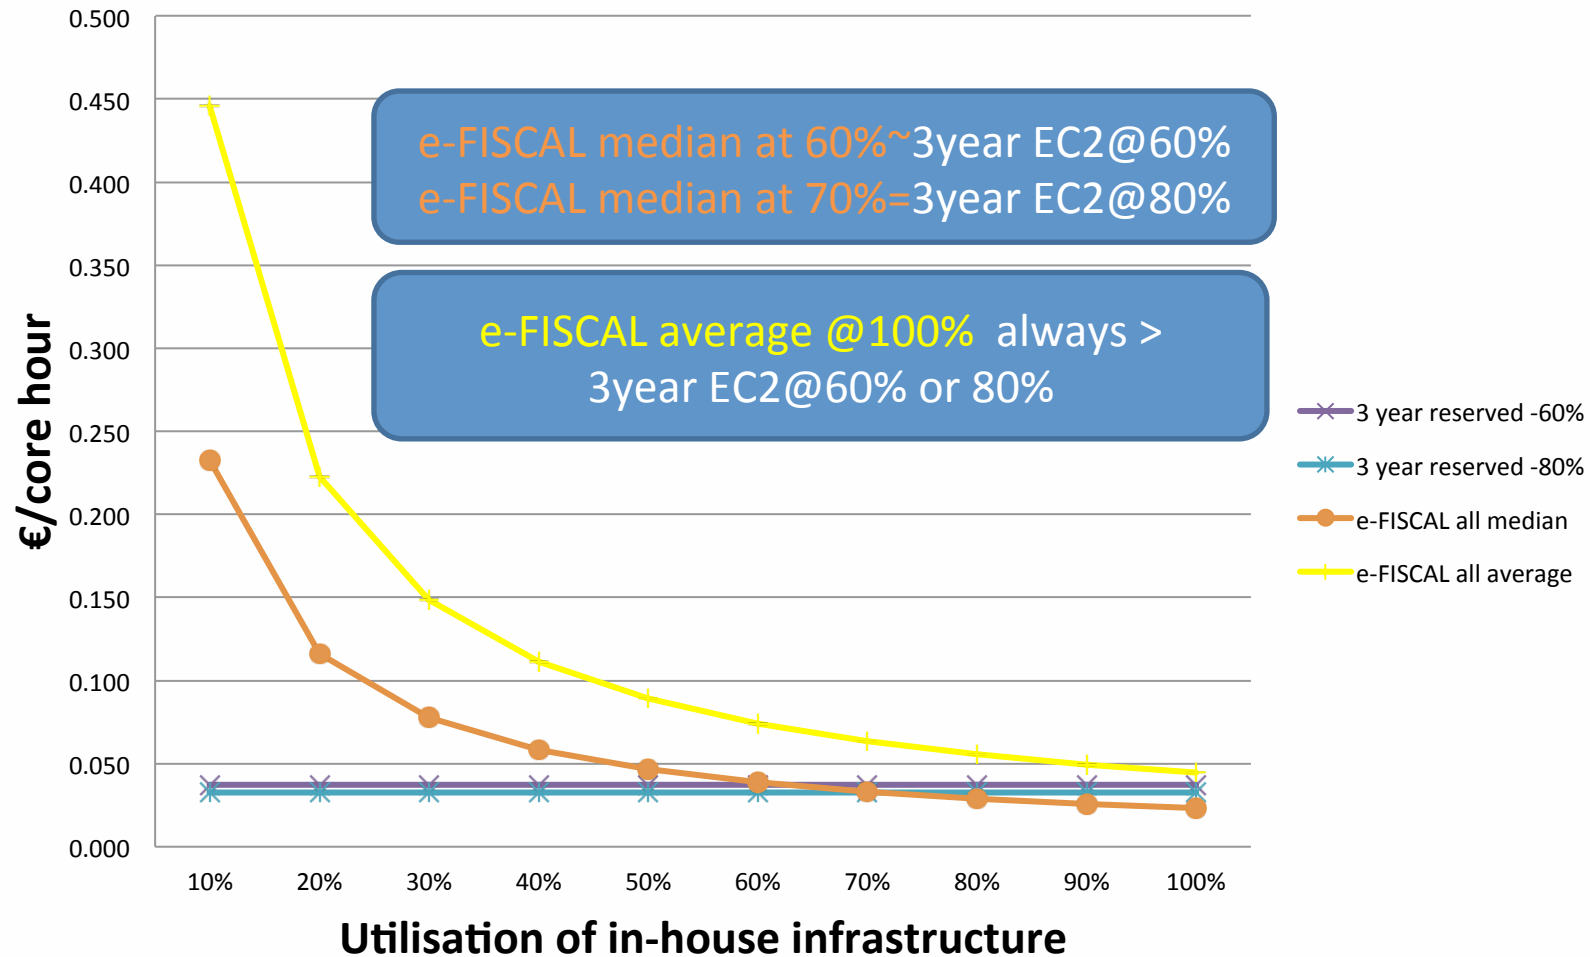 0.500
0.450
0.400
0.350
0.300
0.250
0.200
0.150
0.100
0.050
0.000
€/core hour
e-FISCAL median at 60%~3year EC2@60%
e-FISCAL median at 70%=3year EC2@80%
e-FISCAL average @100% always >
3year EC2@60% or 80%
3 year reserved -60%
3 year reserved -80%
e-FISCAL all median
e-FISCAL all average
10% 20% 30% 40% 50% 60% 70% 80% 90% 100%
Utilisation of in-house infrastructure